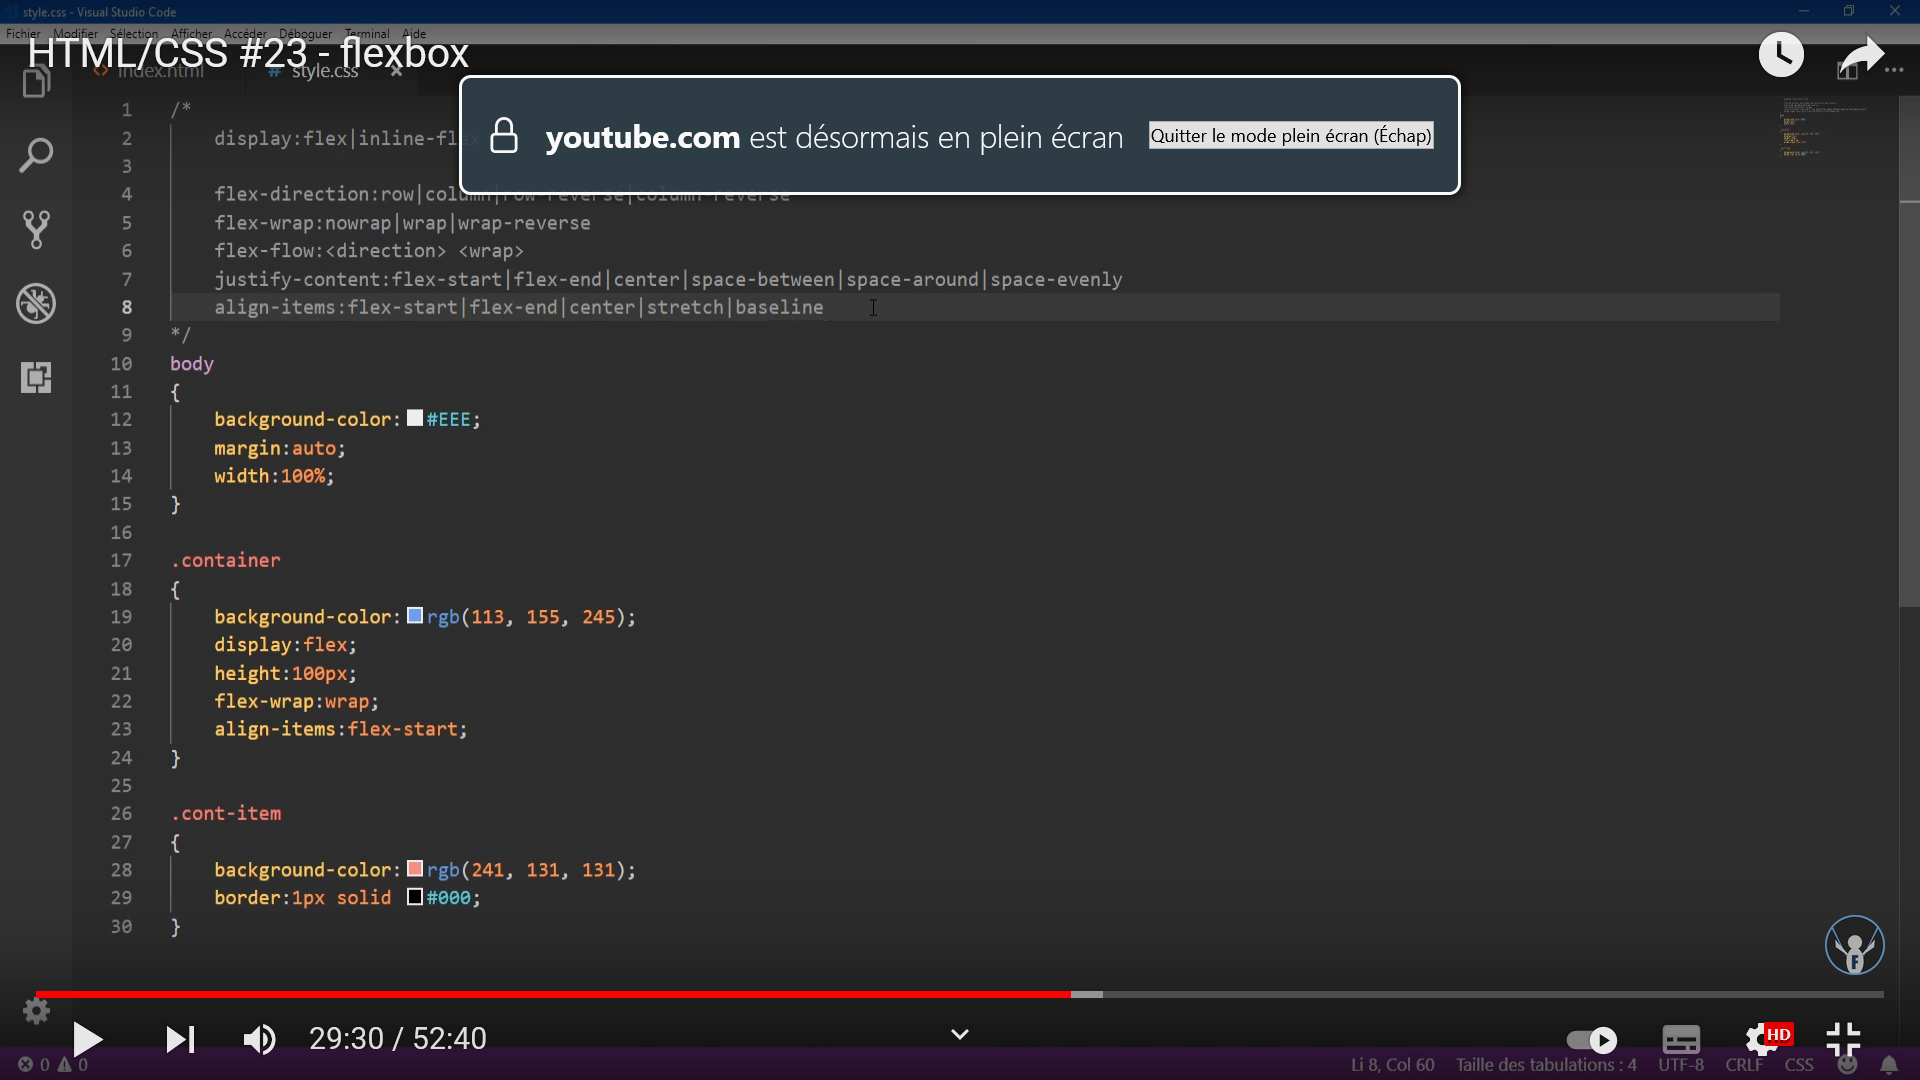 style.css - Visual Studio Code
Fichier Modifier Sélection Afficher Accéder Déboguer Terminal Aide
HTML/CSS #23 - flexbox
index.html
style.css
youtube.com est désormais en plein écran Quitter le mode plein écran (Échap)
1 /*
2 display:flex|inline-flex
3
4 flex-direction:row|column|row-reverse|column-reverse
5 flex-wrap:nowrap|wrap|wrap-reverse
6 flex-flow:<direction> <wrap>
7 justify-content:flex-start|flex-end|center|space-between|space-around|space-evenly
8 align-items:flex-start|flex-end|center|stretch|baseline
9 */
10 body
11 {
12 background-color:#EEE;
13 margin:auto;
14 width:100%;
15 }
16
17 .container
18 {
19 background-color:rgb(113, 155, 245);
20 display:flex;
21 height:100px;
22 flex-wrap:wrap;
23 align-items:flex-start;
24 }
25
26 .cont-item
27 {
28 background-color:rgb(241, 131, 131);
29 border:1px solid #000;
30 }
F
29:30 / 52:40
HD
0 0
Li 8, Col 60 Taille des tabulations : 4 UTF-8 CRLF CSS